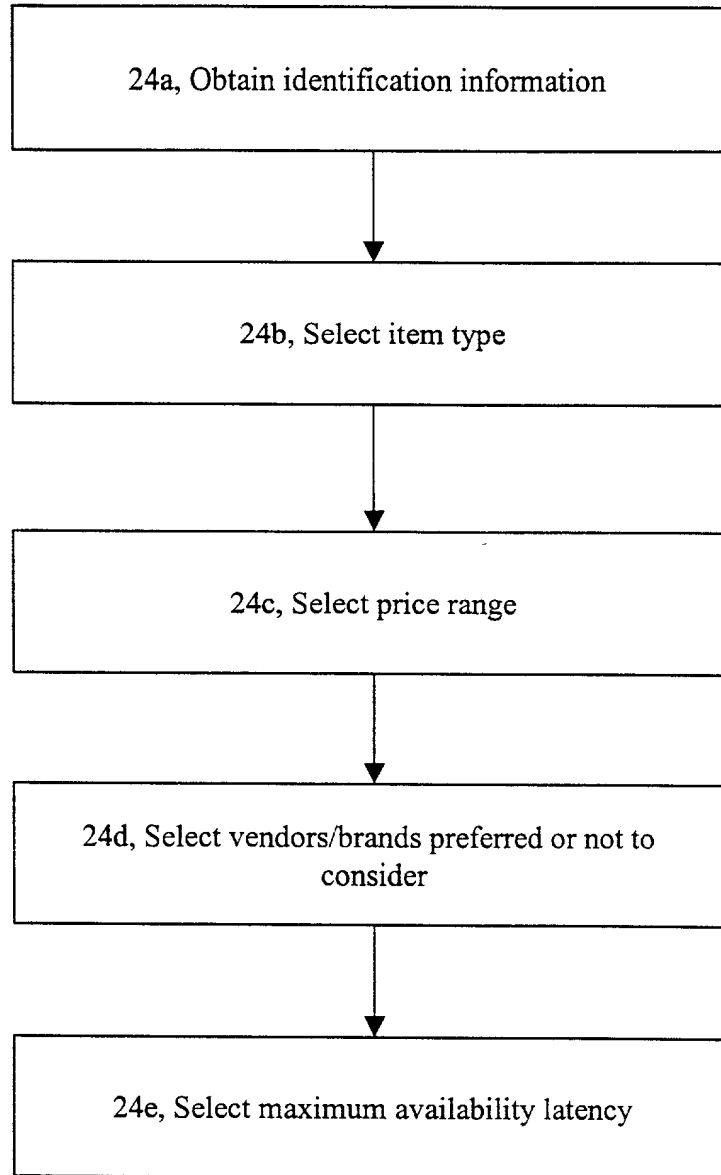 24a, Obtain identification information
24b, Select item type
24c, Select price range
24d, Select vendors/brands preferred or not to
consider
24e, Select maximum availability latency